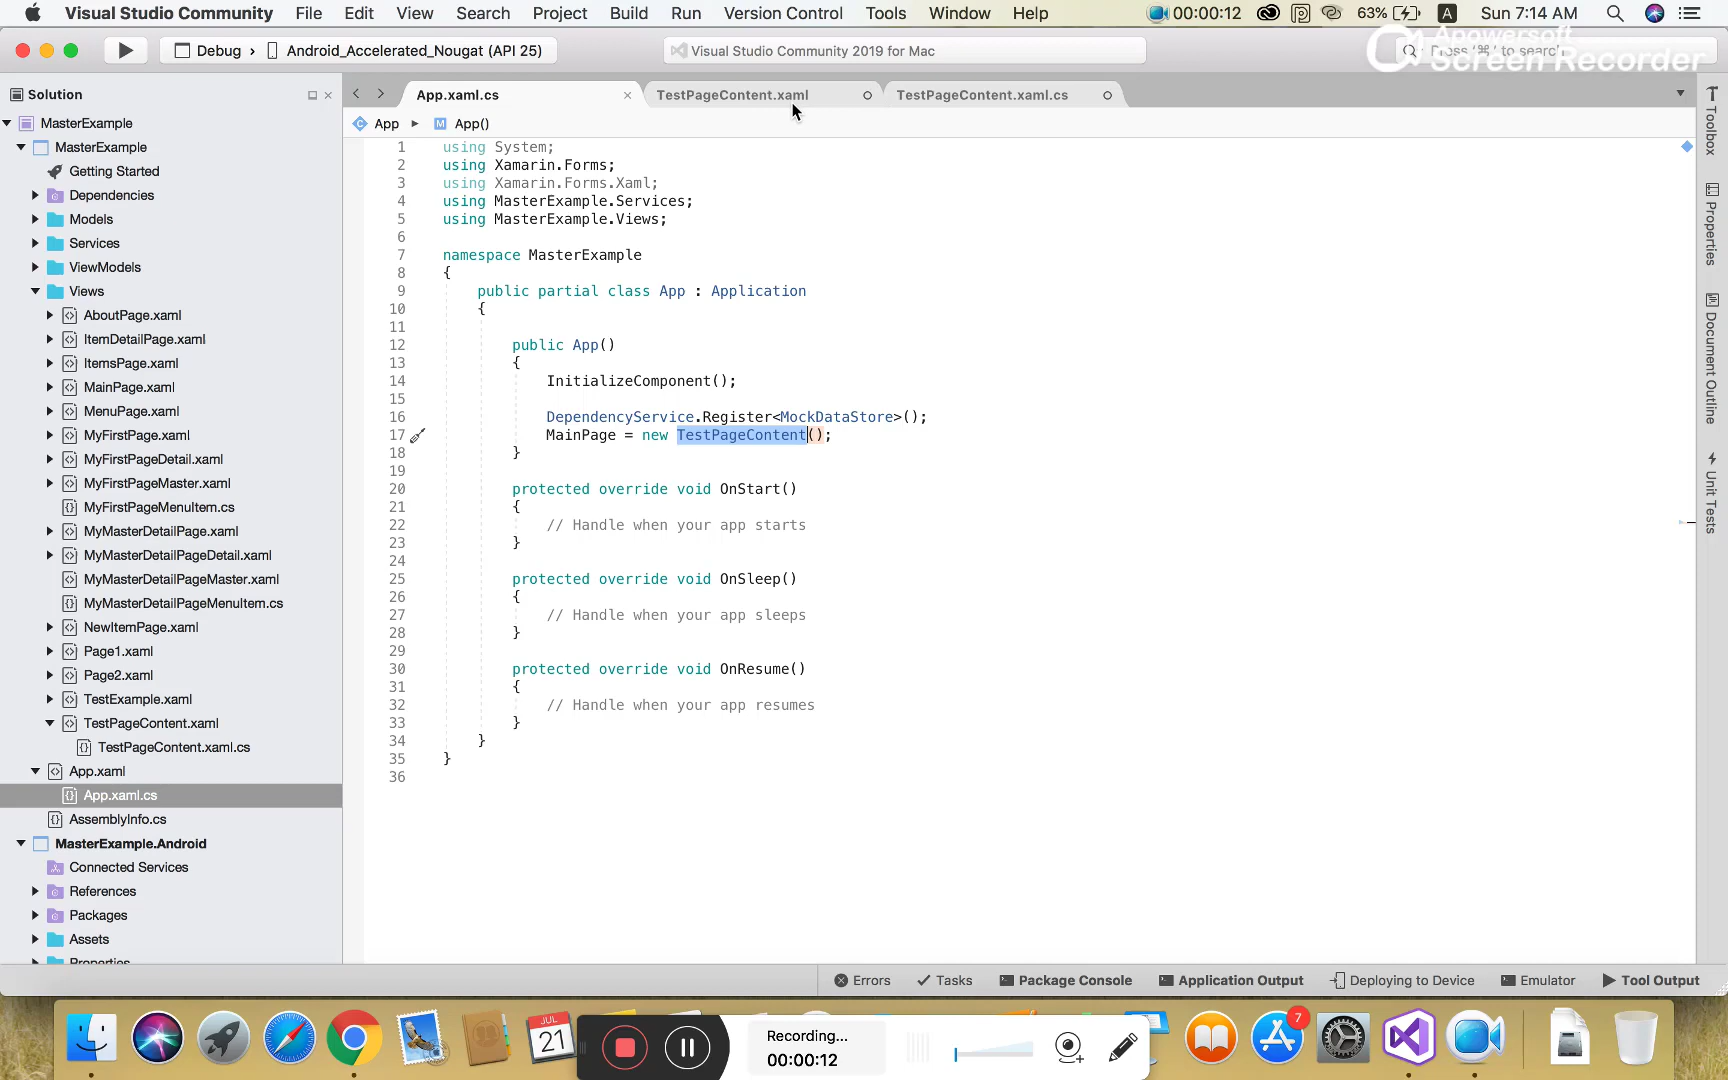 Visual Studio Community File Edit View Search Project Build Run Version Control Tools Window Help 00:00:12 63% A Sun 7:14 AM
Debug › Android_Accelerated_Nougat (API 25) Visual Studio Community 2019 for Mac Press '⌘.' to search
Apowersoft
Screen Recorder
Solution
App.xaml.cs TestPageContent.xaml TestPageContent.xaml.cs
App App()
MasterExample
MasterExample
Getting Started
Dependencies
Models
Services
ViewModels
Views
AboutPage.xaml
ItemDetailPage.xaml
ItemsPage.xaml
MainPage.xaml
MenuPage.xaml
MyFirstPage.xaml
MyFirstPageDetail.xaml
MyFirstPageMaster.xaml
MyFirstPageMenuItem.cs
MyMasterDetailPage.xaml
MyMasterDetailPageDetail.xaml
MyMasterDetailPageMaster.xaml
MyMasterDetailPageMenuItem.cs
NewItemPage.xaml
Page1.xaml
Page2.xaml
TestExample.xaml
TestPageContent.xaml
TestPageContent.xaml.cs
App.xaml
App.xaml.cs
AssemblyInfo.cs
MasterExample.Android
Connected Services
References
Packages
Assets
Properties
1 using System;
2 using Xamarin.Forms;
3 using Xamarin.Forms.Xaml;
4 using MasterExample.Services;
5 using MasterExample.Views;
6
7 namespace MasterExample
8 {
9 public partial class App : Application
10 {
11
12 public App()
13 {
14 InitializeComponent();
15
16 DependencyService.Register<MockDataStore>();
17 MainPage = new TestPageContent();
18 }
19
20 protected override void OnStart()
21 {
22 // Handle when your app starts
23 }
24
25 protected override void OnSleep()
26 {
27 // Handle when your app sleeps
28 }
29
30 protected override void OnResume()
31 {
32 // Handle when your app resumes
33 }
34 }
35 }
36
Toolbox
Properties
Document Outline
Unit Tests
Errors Tasks Package Console Application Output Deploying to Device Emulator Tool Output
JUL
21
Recording...
00:00:12
7